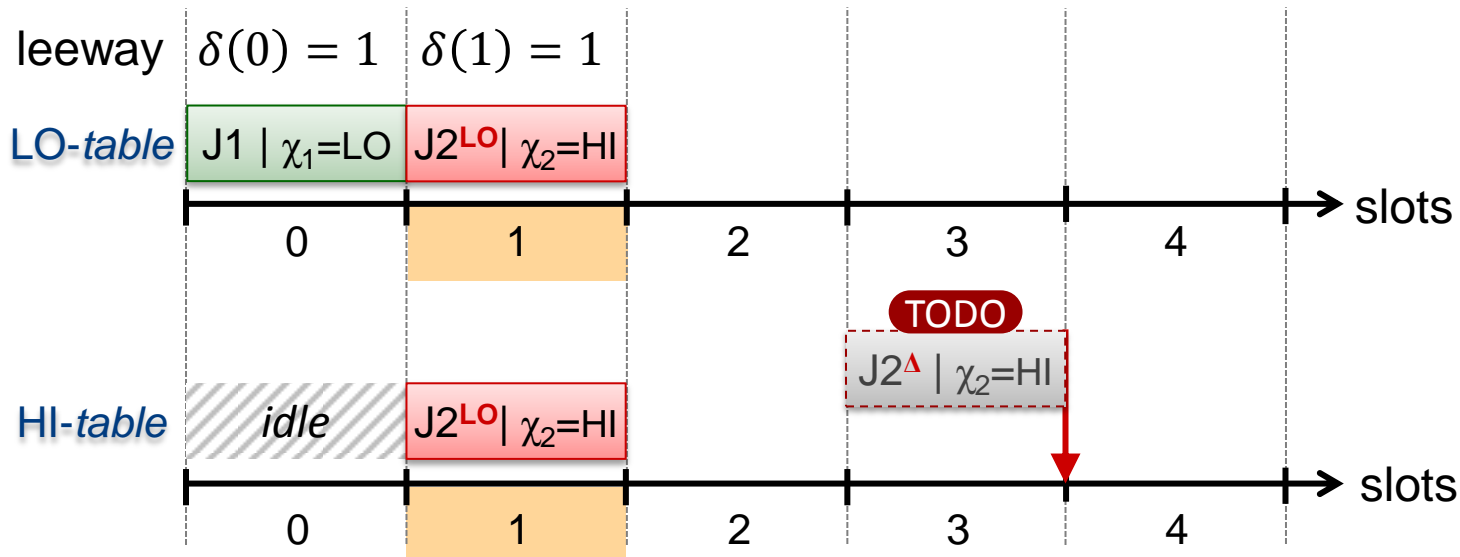 leeway δ(0) = 1 δ(1) = 1
LO-table J1 | χ₁=LO J2ᴸᴼ| χ₂=HI
slots
0 1 2 3 4
TODO
J2ᐞ | χ₂=HI
HI-table idle J2ᴸᴼ| χ₂=HI
slots
0 1 2 3 4